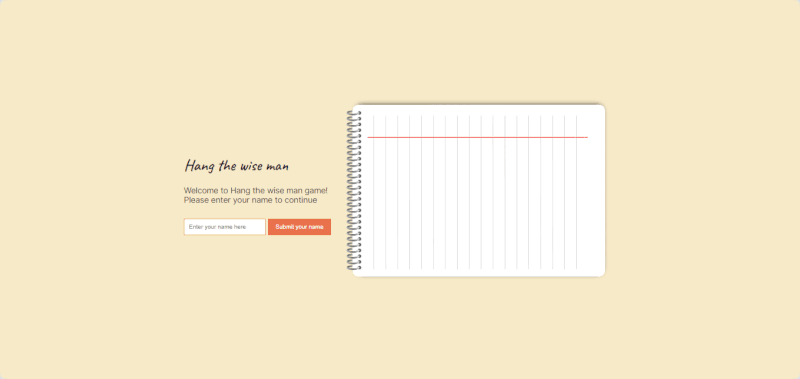 Hang the wise man
Welcome to Hang the wise man game!
Please enter your name to continue
Enter your name here
Submit your name